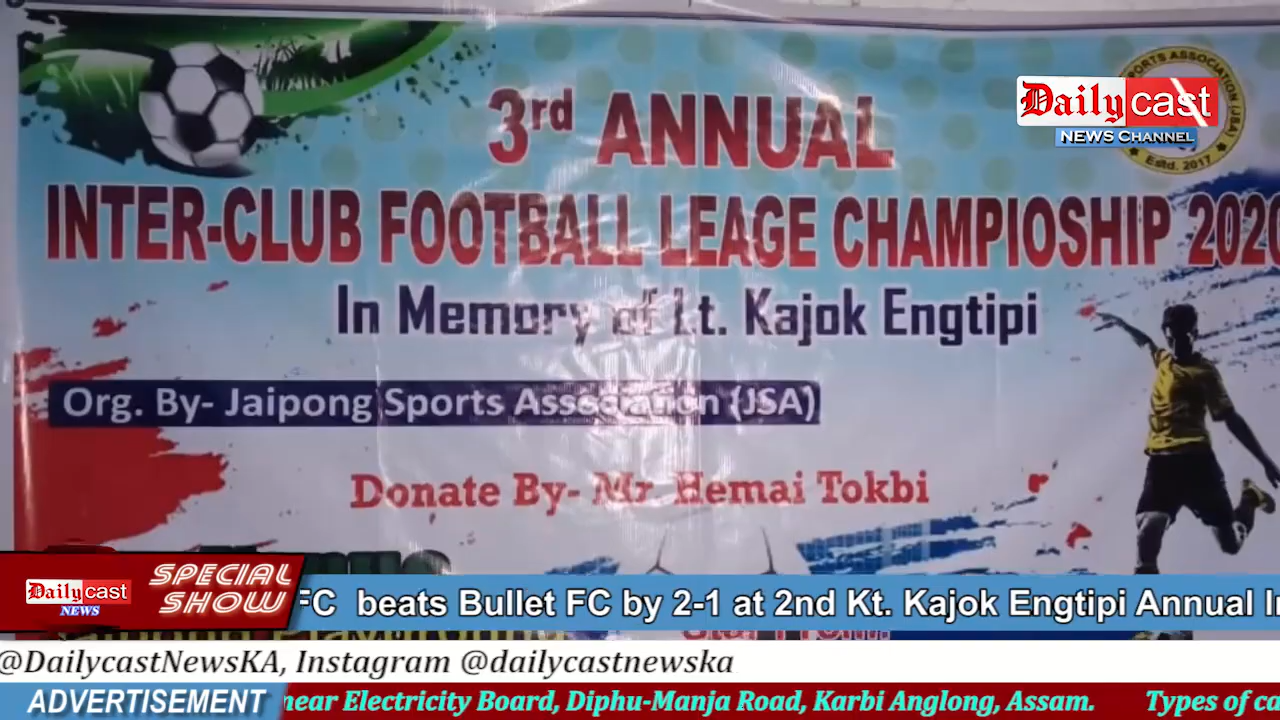 3rd ANNUAL
INTER-CLUB FOOTBALL LEAGE CHAMPIOSHIP 2020
In Memory of Lt. Kajok Engtipi
Org. By- Jaipong Sports Association (JSA)
Donate By- Mr. Hemai Tokbi
SPORTS ASSOCIATION (JSA)
Estd. 2017
Dailycast
NEWS CHANNEL
Dailycast
NEWS
SPECIAL
SHOW
FC beats Bullet FC by 2-1 at 2nd Kt. Kajok Engtipi Annual
@DailycastNewsKA, Instagram @dailycastnewska
ADVERTISEMENT
near Electricity Board, Diphu-Manja Road, Karbi Anglong, Assam. Types of